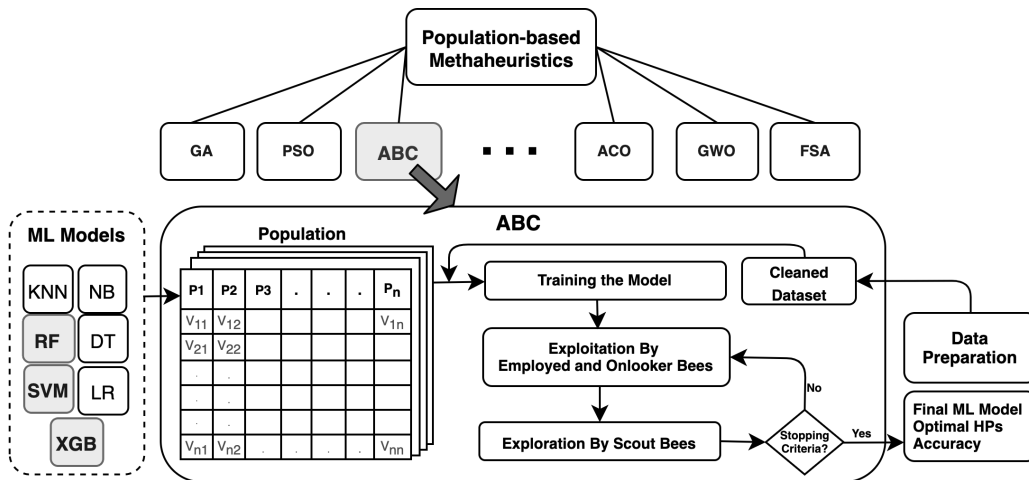 Population-based
Methaheuristics
GA
PSO
ABC
...
ACO
GWO
FSA
ML Models
KNN
NB
RF
DT
SVM
LR
XGB
ABC
Population
P1 P2 P3 . . . Pn
V11 V12 V1n
V21 V22
. .
. .
. .
Vn1 Vn2 . . . . Vnn
Training the Model
Cleaned
Dataset
Exploitation By
Employed and Onlooker Bees
Exploration By Scout Bees
No
Stopping
Criteria?
Yes
Data
Preparation
Final ML Model
Optimal HPs
Accuracy